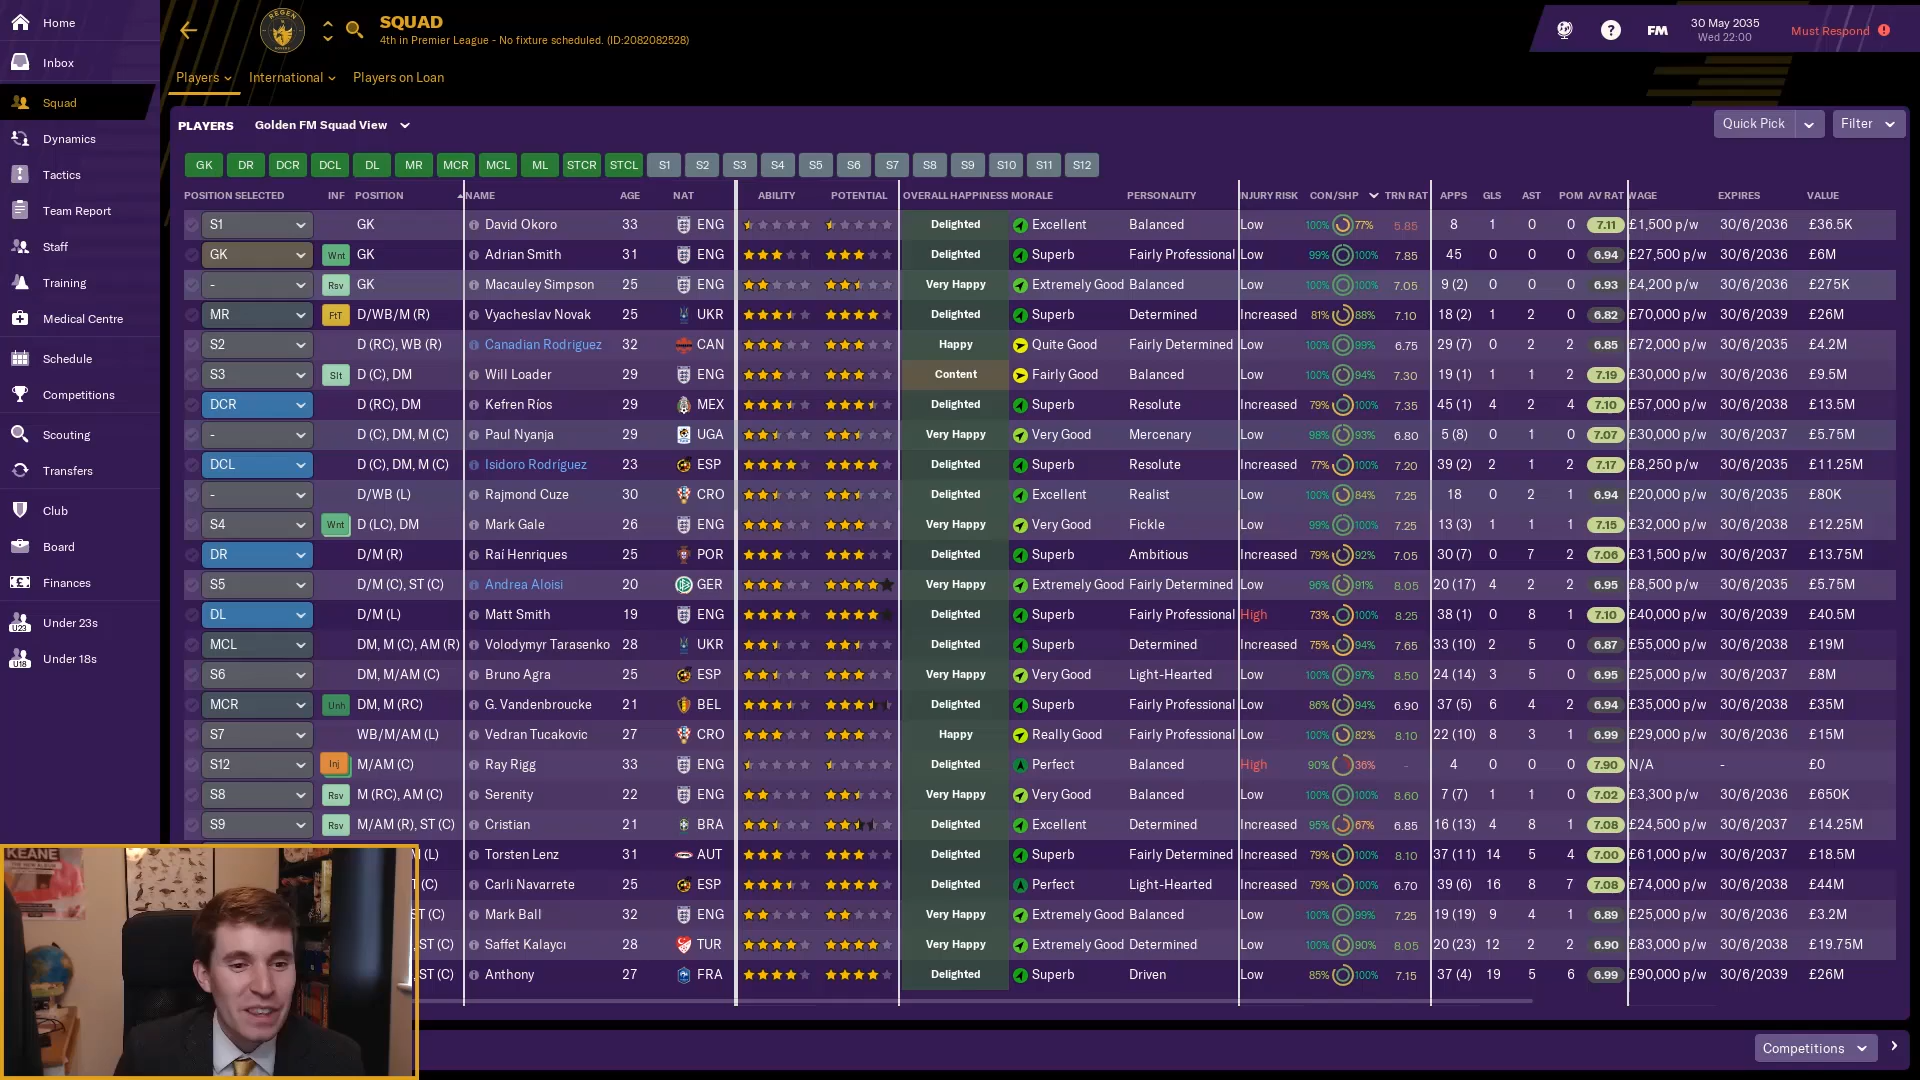 Home
Inbox
Squad
Dynamics
Tactics
Team Report
Staff
Training
Medical Centre
Schedule
Competitions
Scouting
Transfers
Club
Board
Finances
U23 Under 23s
U18 Under 18s
REGEN
SQUAD
4th in Premier League - No fixture scheduled. (ID:2082082528)
? FM 30 May 2035 Wed 22:00 Must Respond !
Players International Players on Loan
PLAYERS Golden FM Squad View Quick Pick Filter
GK DR DCR DCL DL MR MCR MCL ML STCR STCL S1 S2 S3 S4 S5 S6 S7 S8 S9 S10 S11 S12
POSITION SELECTED INF POSITION NAME AGE NAT ABILITY POTENTIAL OVERALL HAPPINESS MORALE PERSONALITY INJURY RISK CON/SHP TRN RAT APPS GLS AST POM AV RAT WAGE EXPIRES VALUE
S1 GK David Okoro 33 ENG Delighted Excellent Balanced Low 100% 77% 5.85 8 1 0 0 7.11 £1,500 p/w 30/6/2036 £36.5K
GK Wnt GK Adrian Smith 31 ENG Delighted Superb Fairly Professional Low 99% 100% 7.85 45 0 0 0 6.94 £27,500 p/w 30/6/2036 £6M
- Rsv GK Macauley Simpson 25 ENG Very Happy Extremely Good Balanced Low 100% 100% 7.05 9 (2) 0 0 0 6.93 £4,200 p/w 30/6/2036 £275K
MR FtT D/WB/M (R) Vyacheslav Novak 25 UKR Delighted Superb Determined Increased 81% 88% 7.10 18 (2) 1 2 0 6.82 £70,000 p/w 30/6/2039 £26M
S2 D (RC), WB (R) Canadian Rodriguez 32 CAN Happy Quite Good Fairly Determined Low 100% 99% 6.75 29 (7) 0 2 2 6.85 £72,000 p/w 30/6/2035 £4.2M
S3 Slt D (C), DM Will Loader 29 ENG Content Fairly Good Balanced Low 100% 94% 7.30 19 (1) 1 1 2 7.19 £30,000 p/w 30/6/2036 £9.5M
DCR D (RC), DM Kefren Ríos 29 MEX Delighted Superb Resolute Increased 79% 100% 7.35 45 (1) 4 2 4 7.10 £57,000 p/w 30/6/2038 £13.5M
- D (C), DM, M (C) Paul Nyanja 29 UGA Very Happy Very Good Mercenary Low 98% 93% 6.80 5 (8) 0 1 0 7.07 £30,000 p/w 30/6/2037 £5.75M
DCL D (C), DM, M (C) Isidoro Rodríguez 23 ESP Delighted Superb Resolute Increased 77% 100% 7.20 39 (2) 2 1 2 7.17 £8,250 p/w 30/6/2035 £11.25M
- D/WB (L) Rajmond Cuze 30 CRO Delighted Excellent Realist Low 100% 84% 7.25 18 0 2 1 6.94 £20,000 p/w 30/6/2035 £80K
S4 Wnt D (LC), DM Mark Gale 26 ENG Very Happy Very Good Fickle Low 99% 100% 7.25 13 (3) 1 1 1 7.15 £32,000 p/w 30/6/2038 £12.25M
DR D/M (R) Raí Henriques 25 POR Delighted Superb Ambitious Increased 79% 92% 7.05 30 (7) 0 7 2 7.06 £31,500 p/w 30/6/2037 £13.75M
S5 D/M (C), ST (C) Andrea Aloisi 20 GER Very Happy Extremely Good Fairly Determined Low 96% 91% 8.05 20 (17) 4 2 2 6.95 £8,500 p/w 30/6/2035 £5.75M
DL D/M (L) Matt Smith 19 ENG Delighted Superb Fairly Professional High 73% 100% 8.25 38 (1) 0 8 1 7.10 £40,000 p/w 30/6/2039 £40.5M
MCL DM, M (C), AM (R) Volodymyr Tarasenko 28 UKR Delighted Superb Determined Increased 75% 94% 7.65 33 (10) 2 5 0 6.87 £55,000 p/w 30/6/2038 £19M
S6 DM, M/AM (C) Bruno Agra 25 ESP Very Happy Very Good Light-Hearted Low 100% 97% 8.50 24 (14) 3 5 0 6.95 £25,000 p/w 30/6/2037 £8M
MCR Unh DM, M (RC) G. Vandenbroucke 21 BEL Delighted Superb Fairly Professional Low 86% 94% 6.90 37 (5) 6 4 2 6.94 £35,000 p/w 30/6/2038 £35M
S7 WB/M/AM (L) Vedran Tucakovic 27 CRO Happy Really Good Fairly Professional Low 100% 82% 8.10 22 (10) 8 3 1 6.99 £29,000 p/w 30/6/2036 £15M
S12 Inj M/AM (C) Ray Rigg 33 ENG Delighted Perfect Balanced High 90% 36% - 4 0 0 0 7.90 N/A - £0
S8 Rsv M (RC), AM (C) Serenity 22 ENG Very Happy Very Good Balanced Low 100% 100% 8.60 7 (7) 1 1 0 7.02 £3,300 p/w 30/6/2036 £650K
S9 Rsv M/AM (R), ST (C) Cristian 21 BRA Delighted Excellent Determined Increased 95% 67% 6.85 16 (13) 4 8 1 7.08 £24,500 p/w 30/6/2037 £14.25M
(L) Torsten Lenz 31 AUT Delighted Superb Fairly Determined Increased 79% 100% 8.10 37 (11) 14 5 4 7.00 £61,000 p/w 30/6/2037 £18.5M
(C) Carli Navarrete 25 ESP Delighted Perfect Light-Hearted Increased 79% 100% 6.70 39 (6) 16 8 7 7.08 £74,000 p/w 30/6/2038 £44M
ST (C) Mark Ball 32 ENG Very Happy Extremely Good Balanced Low 100% 99% 7.25 19 (19) 9 4 1 6.89 £25,000 p/w 30/6/2036 £3.2M
, ST (C) Saffet Kalaycı 28 TUR Very Happy Extremely Good Determined Low 100% 90% 8.05 20 (23) 12 2 2 6.90 £83,000 p/w 30/6/2038 £19.75M
, ST (C) Anthony 27 FRA Delighted Superb Driven Low 85% 100% 7.15 37 (4) 19 5 6 6.99 £90,000 p/w 30/6/2039 £26M
KEANE
Competitions